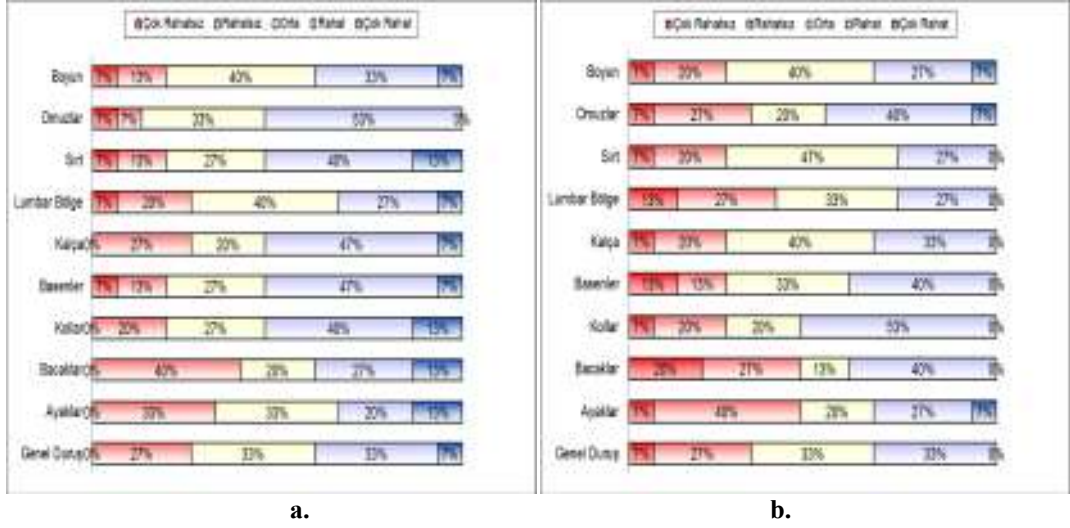 Çok Rahatsız Rahatsız Orta Rahat Çok Rahat
Boyun 7% 13% 40% 33% 7%
Omuzlar 7% 7% 33% 53% 0%
Sırt 7% 13% 27% 40% 13%
Lumbar Bölge 7% 20% 40% 27% 7%
Kalça 0% 27% 20% 47% 7%
Basenler 7% 13% 27% 47% 7%
Kollar 0% 20% 27% 40% 13%
Bacaklar 0% 40% 20% 27% 13%
Ayaklar 0% 33% 33% 20% 13%
Genel Duruş 0% 27% 33% 33% 7%
a.
Çok Rahatsız Rahatsız Orta Rahat Çok Rahat
Boyun 7% 20% 40% 27% 7%
Omuzlar 7% 27% 20% 40% 7%
Sırt 7% 20% 47% 27% 0%
Lumbar Bölge 13% 27% 33% 27% 0%
Kalça 7% 20% 40% 33% 0%
Basenler 13% 13% 33% 40% 0%
Kollar 7% 20% 20% 53% 0%
Bacaklar 20% 27% 13% 40% 0%
Ayaklar 7% 40% 20% 27% 7%
Genel Duruş 7% 27% 33% 33% 0%
b.